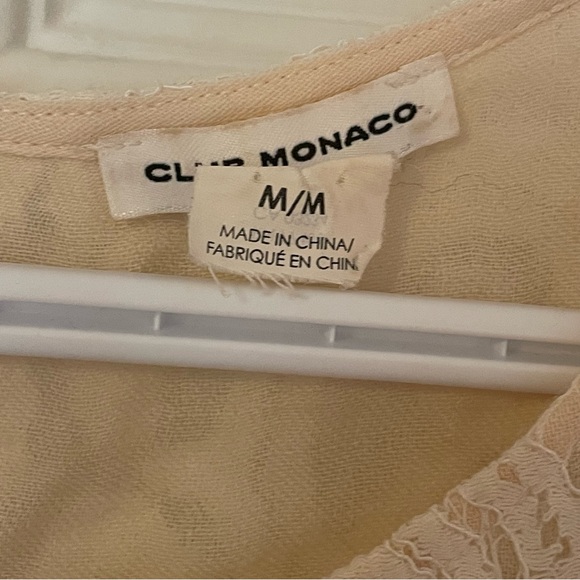 CLUB MONACO
M/M
MADE IN CHINA/
FABRIQUÉ EN CHIN